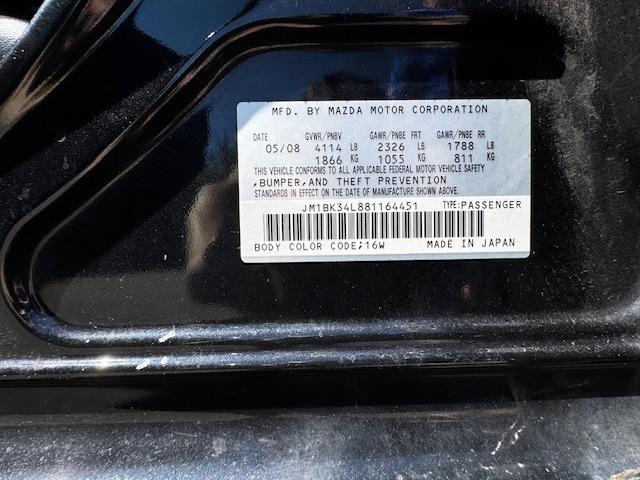 MFD. BY MAZDA MOTOR CORPORATION
DATE GVWR/PNBV GAWR/PNBE FRT GAWR/PNBE RR
05/08 4114 LB 2326 LB 1788 LB
1866 KG 1055 KG 811 KG
THIS VEHICLE CONFORMS TO ALL APPLICABLE FEDERAL MOTOR VEHICLE SAFETY
,BUMPER,AND THEFT PREVENTION
STANDARDS IN EFFECT ON THE DATE OF MANUFACTURE SHOWN ABOVE.
JM1BK34L881164451 TYPE:PASSENGER
BODY COLOR CODE;16W MADE IN JAPAN